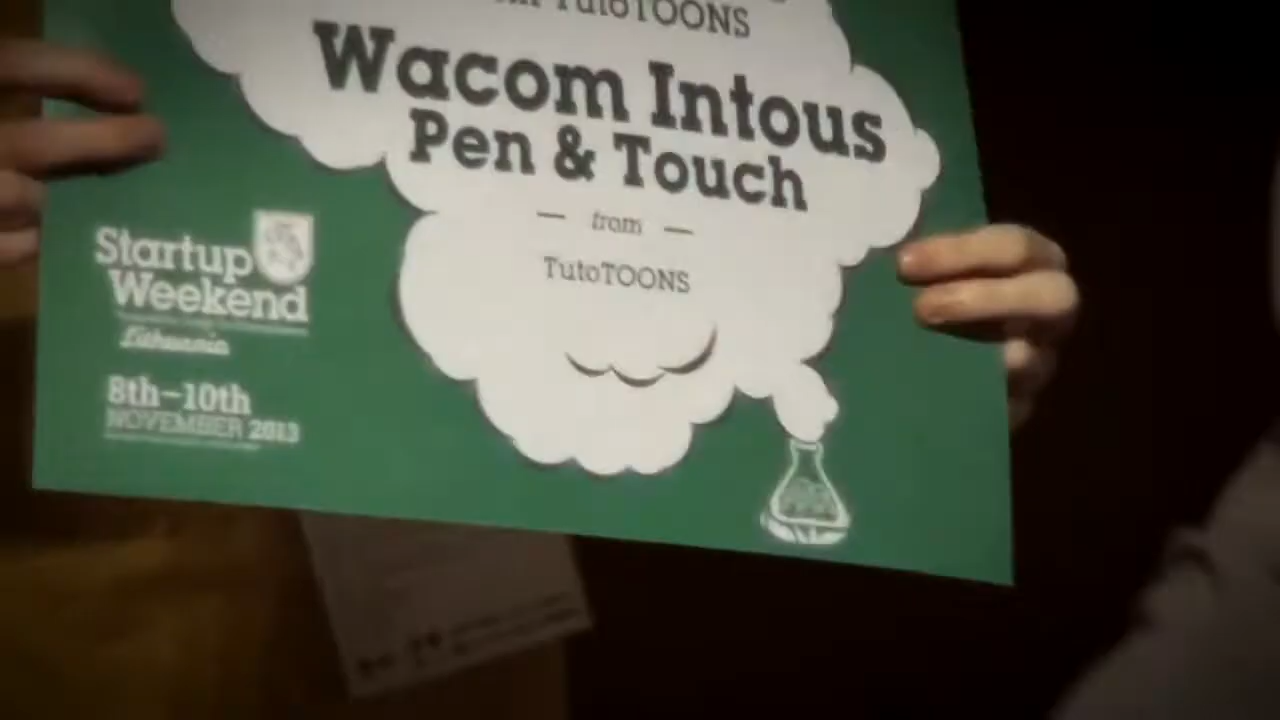 TutoTOONS
Wacom Intous
Pen & Touch
— from —
TutoTOONS
Startup
Weekend
Lithuania
8th–10th
NOVEMBER 2013